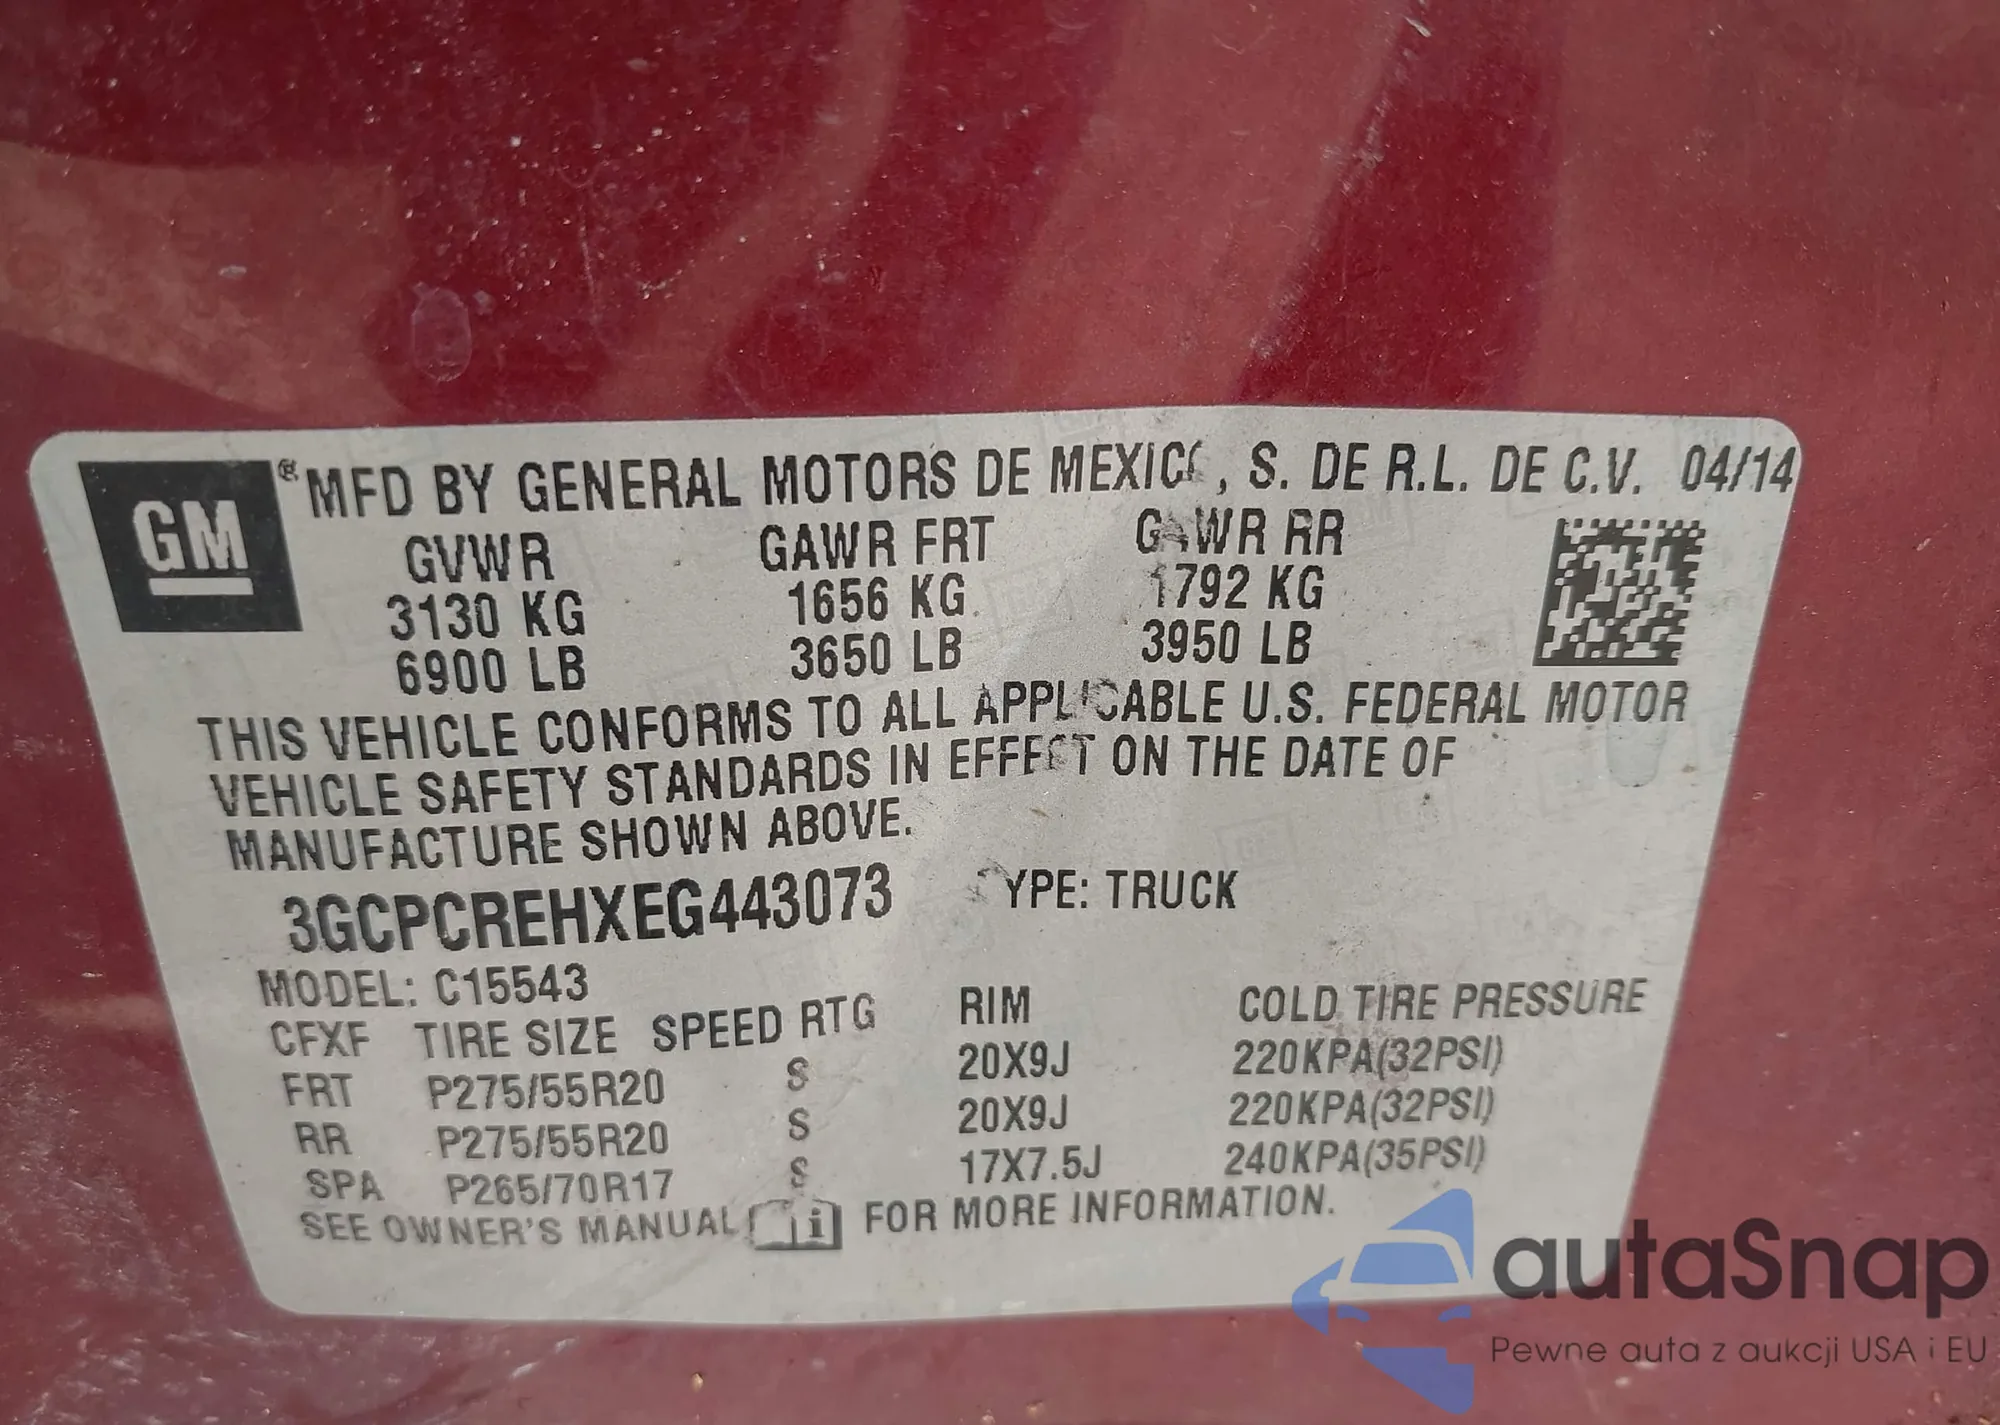 GM
® MFD BY GENERAL MOTORS DE MEXICO, S. DE R.L. DE C.V. 04/14
GVWR GAWR FRT GAWR RR
3130 KG 1656 KG 1792 KG
6900 LB 3650 LB 3950 LB
THIS VEHICLE CONFORMS TO ALL APPLICABLE U.S. FEDERAL MOTOR
VEHICLE SAFETY STANDARDS IN EFFECT ON THE DATE OF
MANUFACTURE SHOWN ABOVE.
3GCPCREHXEG443073 TYPE: TRUCK
MODEL: C15543
CFXF TIRE SIZE SPEED RTG RIM COLD TIRE PRESSURE
FRT P275/55R20 S 20X9J 220KPA(32PSI)
RR P275/55R20 S 20X9J 220KPA(32PSI)
SPA P265/70R17 S 17X7.5J 240KPA(35PSI)
SEE OWNER'S MANUAL i FOR MORE INFORMATION.
autaSnap
Pewne auta z aukcji USA i EU